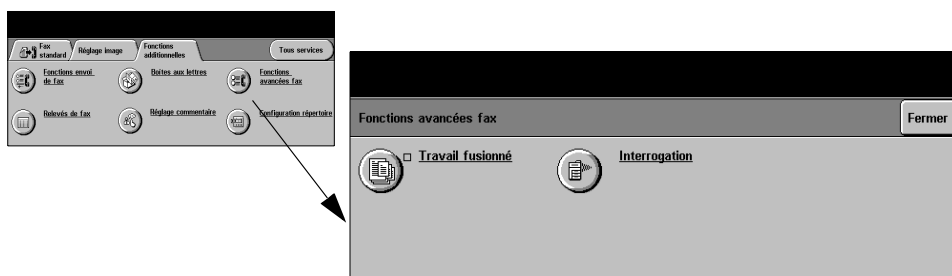 Fax
standard
Réglage image
Fonctions
additionnelles
Tous services
Fonctions envoi
de fax
Boîtes aux lettres
Fonctions
avancées fax
Relevés de fax
Réglage commentaire
Configuration répertoire
Fonctions avancées fax
Fermer
Travail fusionné
Interrogation